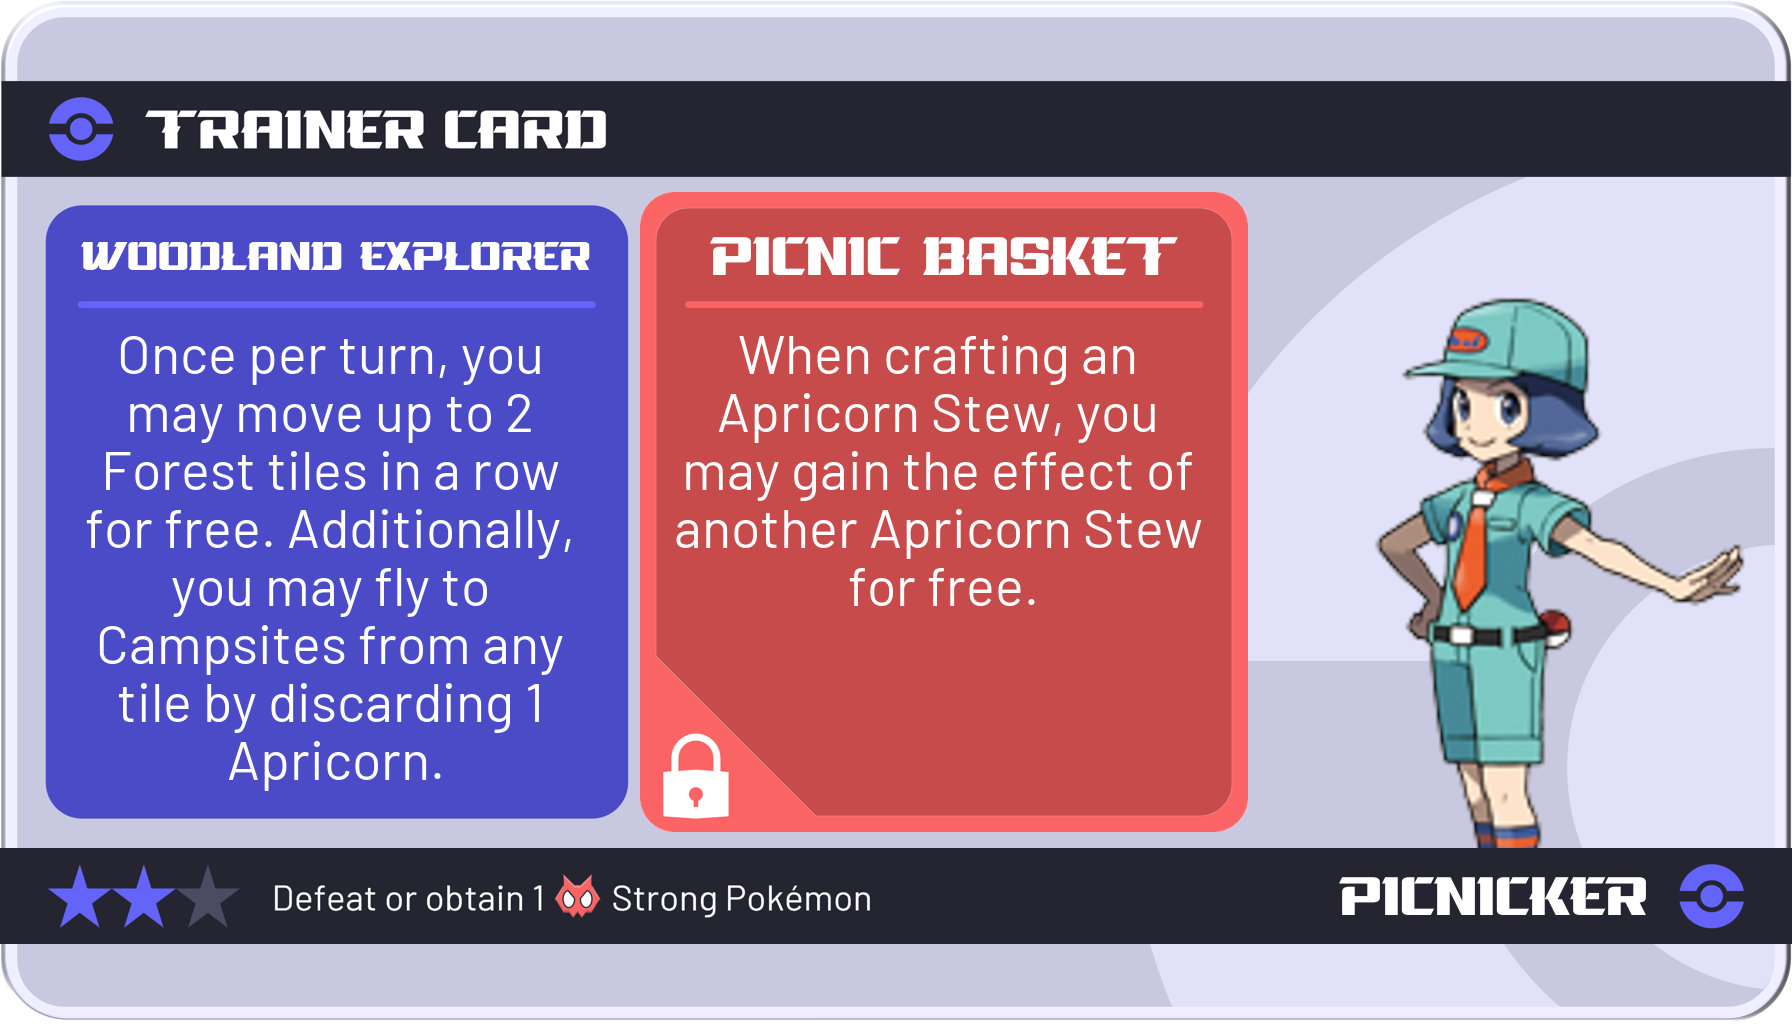 TRAINER CARD
WOODLAND EXPLORER
Once per turn, you
may move up to 2
Forest tiles in a row
for free. Additionally,
you may fly to
Campsites from any
tile by discarding 1
Apricorn.
PICNIC BASKET
When crafting an
Apricorn Stew, you
may gain the effect of
another Apricorn Stew
for free.
Defeat or obtain 1 Strong Pokémon
PICNICKER